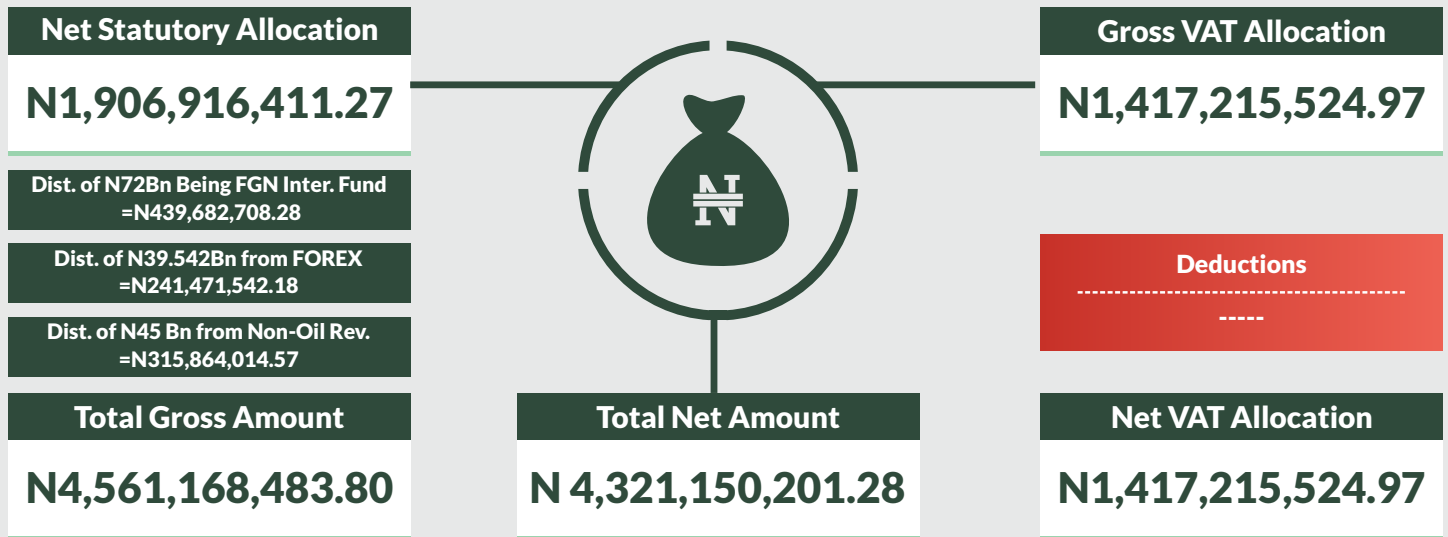 Net Statutory Allocation
N1,906,916,411.27
Dist. of N72Bn Being FGN Inter. Fund
=N439,682,708.28
Dist. of N39.542Bn from FOREX
=N241,471,542.18
Dist. of N45 Bn from Non-Oil Rev.
=N315,864,014.57
Total Gross Amount
N4,561,168,483.80
₦
Total Net Amount
N 4,321,150,201.28
Gross VAT Allocation
N1,417,215,524.97
Deductions
-----
Net VAT Allocation
N1,417,215,524.97